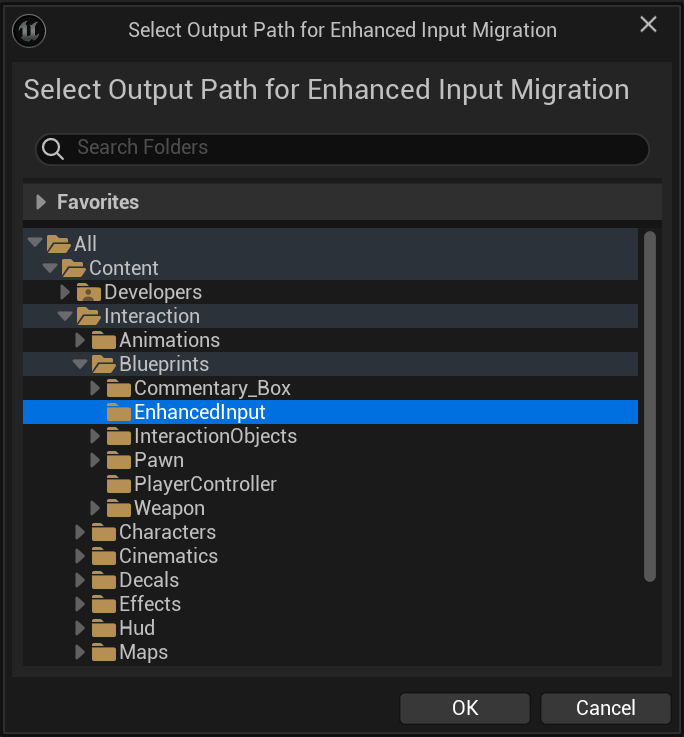 Select Output Path for Enhanced Input Migration
Select Output Path for Enhanced Input Migration
Search Folders
Favorites
All
Content
Developers
Interaction
Animations
Blueprints
Commentary_Box
EnhancedInput
InteractionObjects
Pawn
PlayerController
Weapon
Characters
Cinematics
Decals
Effects
Hud
Maps
OK Cancel